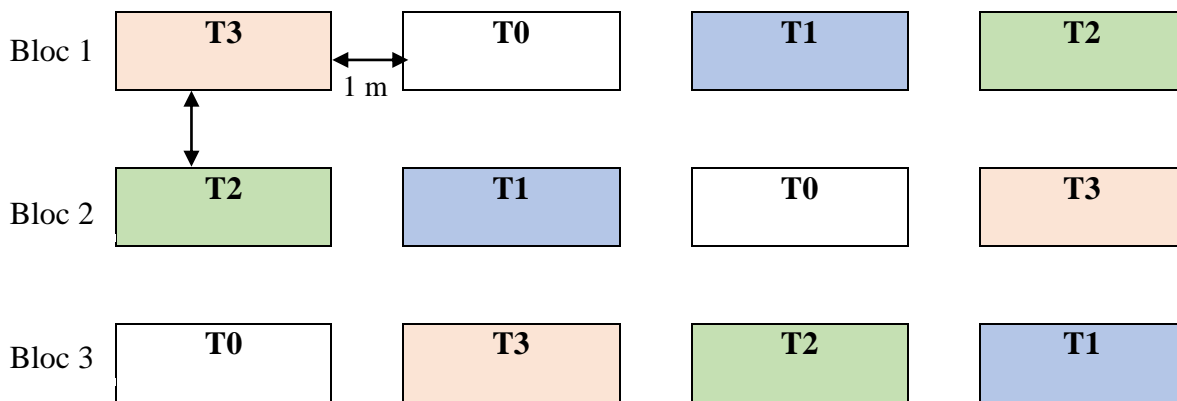 Bloc 1 T3 T0 T1 T2
1 m
Bloc 2 T2 T1 T0 T3
Bloc 3 T0 T3 T2 T1